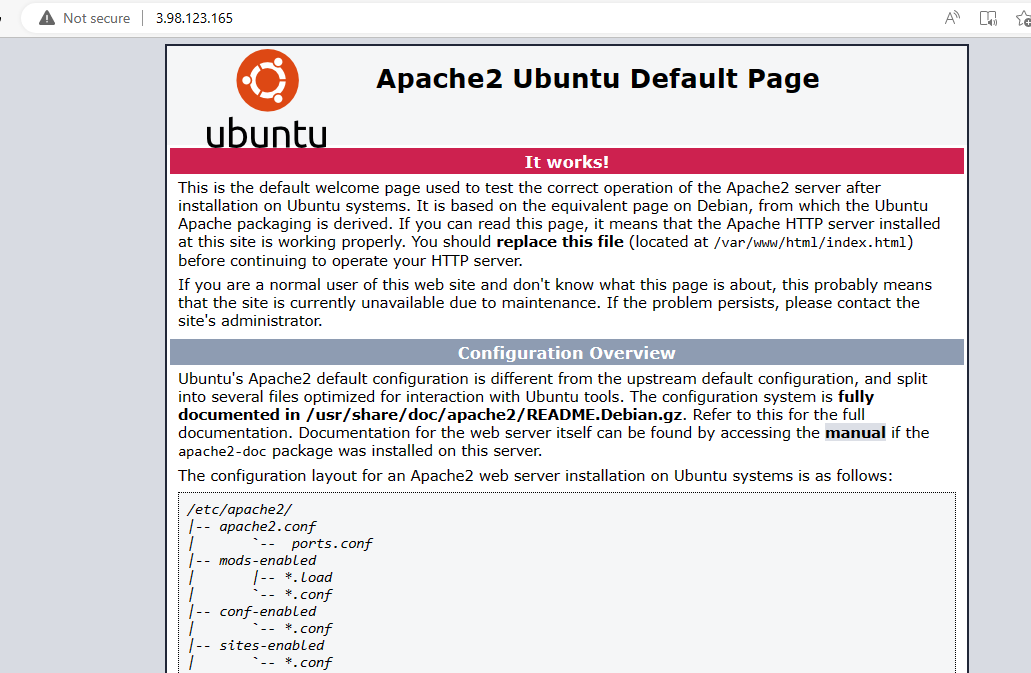 Not secure | 3.98.123.165
ubuntu
Apache2 Ubuntu Default Page
It works!
This is the default welcome page used to test the correct operation of the Apache2 server after
installation on Ubuntu systems. It is based on the equivalent page on Debian, from which the Ubuntu
Apache packaging is derived. If you can read this page, it means that the Apache HTTP server installed
at this site is working properly. You should replace this file (located at /var/www/html/index.html)
before continuing to operate your HTTP server.
If you are a normal user of this web site and don't know what this page is about, this probably means
that the site is currently unavailable due to maintenance. If the problem persists, please contact the
site's administrator.
Configuration Overview
Ubuntu's Apache2 default configuration is different from the upstream default configuration, and split
into several files optimized for interaction with Ubuntu tools. The configuration system is fully
documented in /usr/share/doc/apache2/README.Debian.gz. Refer to this for the full
documentation. Documentation for the web server itself can be found by accessing the manual if the
apache2-doc package was installed on this server.
The configuration layout for an Apache2 web server installation on Ubuntu systems is as follows:
/etc/apache2/
|-- apache2.conf
|       `--  ports.conf
|-- mods-enabled
|       |-- *.load
|       `-- *.conf
|-- conf-enabled
|       `-- *.conf
|-- sites-enabled
|       `-- *.conf